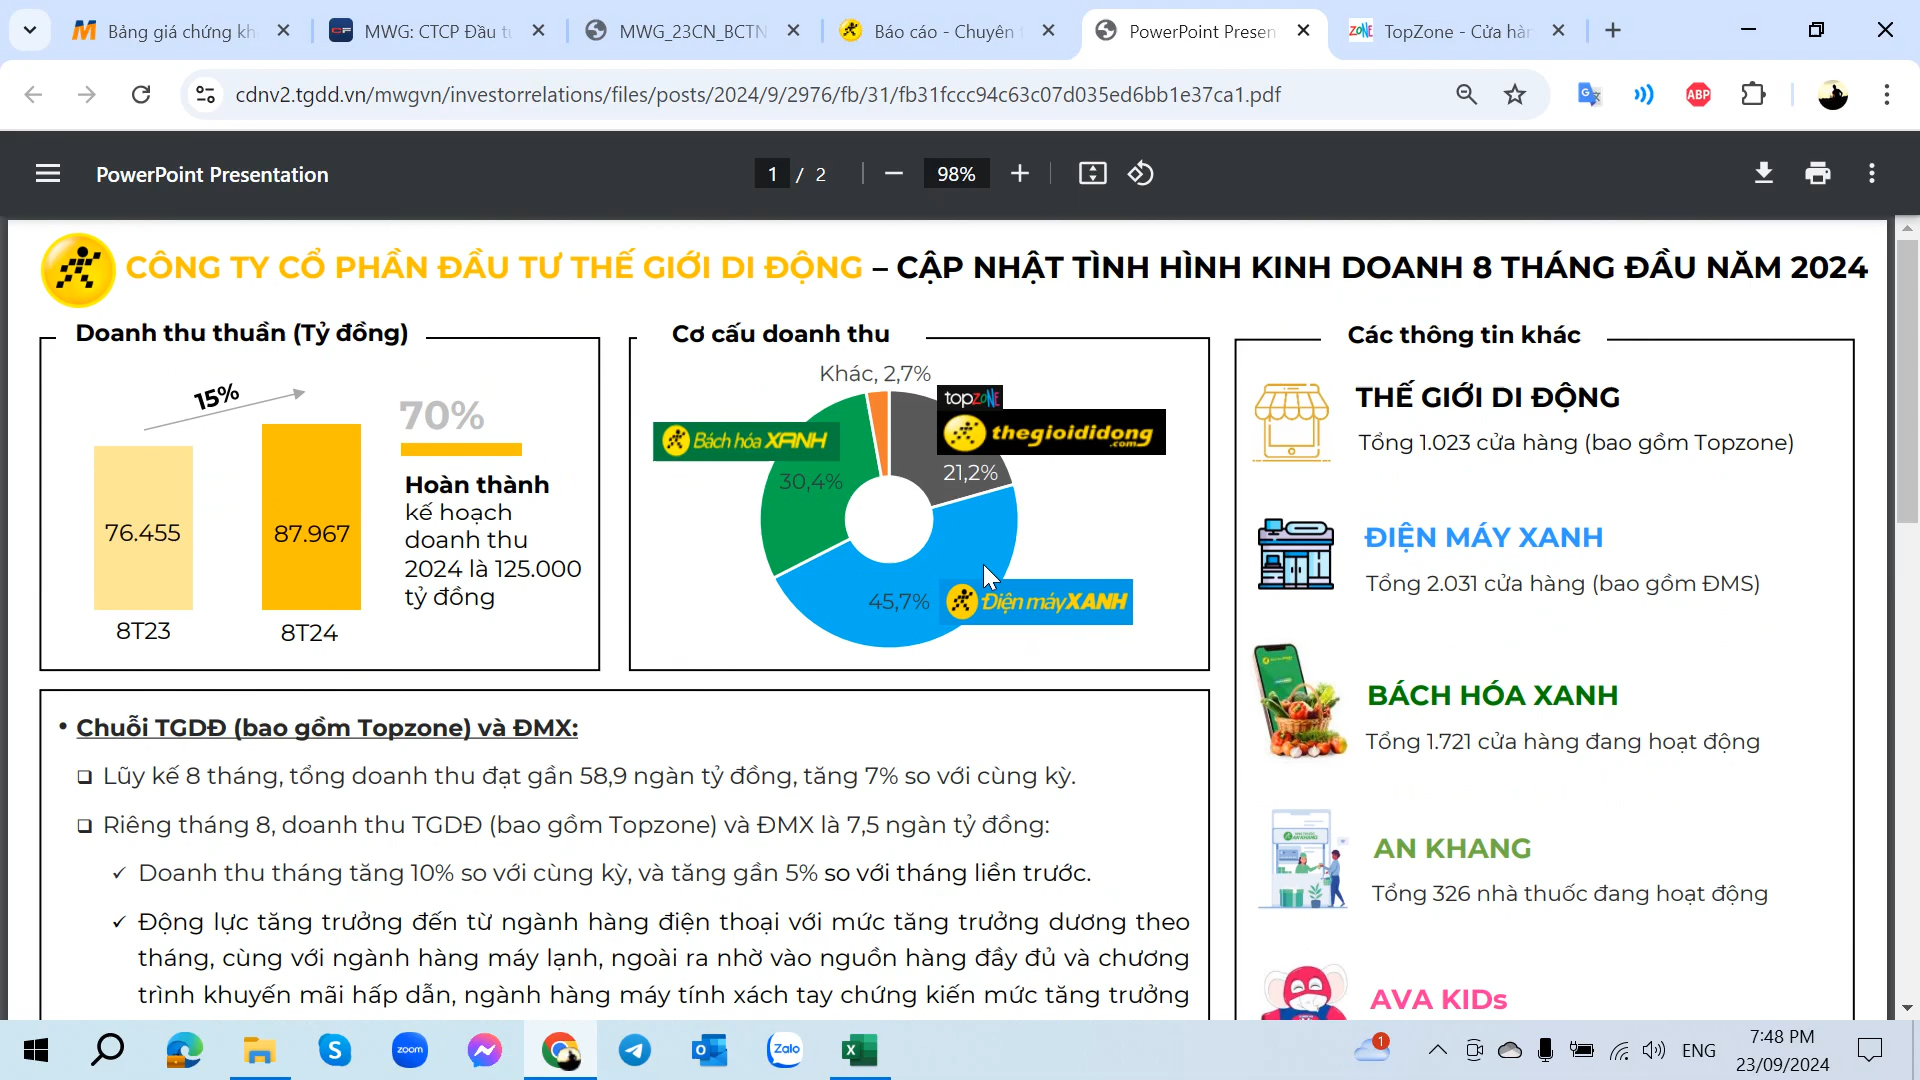 Bảng giá chứng kh
MWG: CTCP Đầu tư
MWG_23CN_BCTN
Báo cáo - Chuyên t
PowerPoint Presen
ZONE
TopZone - Cửa hàn
cdnv2.tgdd.vn/mwgvn/investorrelations/files/posts/2024/9/2976/fb/31/fb31fccc94c63c07d035ed6bb1e37ca1.pdf
ABP
PowerPoint Presentation
1 / 2
98%
CÔNG TY CỔ PHẦN ĐẦU TƯ THẾ GIỚI DI ĐỘNG – CẬP NHẬT TÌNH HÌNH KINH DOANH 8 THÁNG ĐẦU NĂM 2024
Doanh thu thuần (Tỷ đồng)
15%
76.455
87.967
8T23
8T24
70%
Hoàn thành
kế hoạch
doanh thu
2024 là 125.000
tỷ đồng
Cơ cấu doanh thu
Khác, 2,7%
topZONE
thegioididong
.com
21,2%
Bách hóa XANH
30,4%
45,7%
Điện máy XANH
Các thông tin khác
THẾ GIỚI DI ĐỘNG
Tổng 1.023 cửa hàng (bao gồm Topzone)
ĐIỆN MÁY XANH
Tổng 2.031 cửa hàng (bao gồm ĐMS)
BÁCH HÓA XANH
Tổng 1.721 cửa hàng đang hoạt động
AN KHANG
Tổng 326 nhà thuốc đang hoạt động
AVA KIDs
• Chuỗi TGDĐ (bao gồm Topzone) và ĐMX:
❑ Lũy kế 8 tháng, tổng doanh thu đạt gần 58,9 ngàn tỷ đồng, tăng 7% so với cùng kỳ.
❑ Riêng tháng 8, doanh thu TGDĐ (bao gồm Topzone) và ĐMX là 7,5 ngàn tỷ đồng:
✓ Doanh thu tháng tăng 10% so với cùng kỳ, và tăng gần 5% so với tháng liền trước.
✓ Động lực tăng trưởng đến từ ngành hàng điện thoại với mức tăng trưởng dương theo
tháng, cùng với ngành hàng máy lạnh, ngoài ra nhờ vào nguồn hàng đầy đủ và chương
trình khuyến mãi hấp dẫn, ngành hàng máy tính xách tay chứng kiến mức tăng trưởng
zoom
Zalo
1
ENG
7:48 PM
23/09/2024